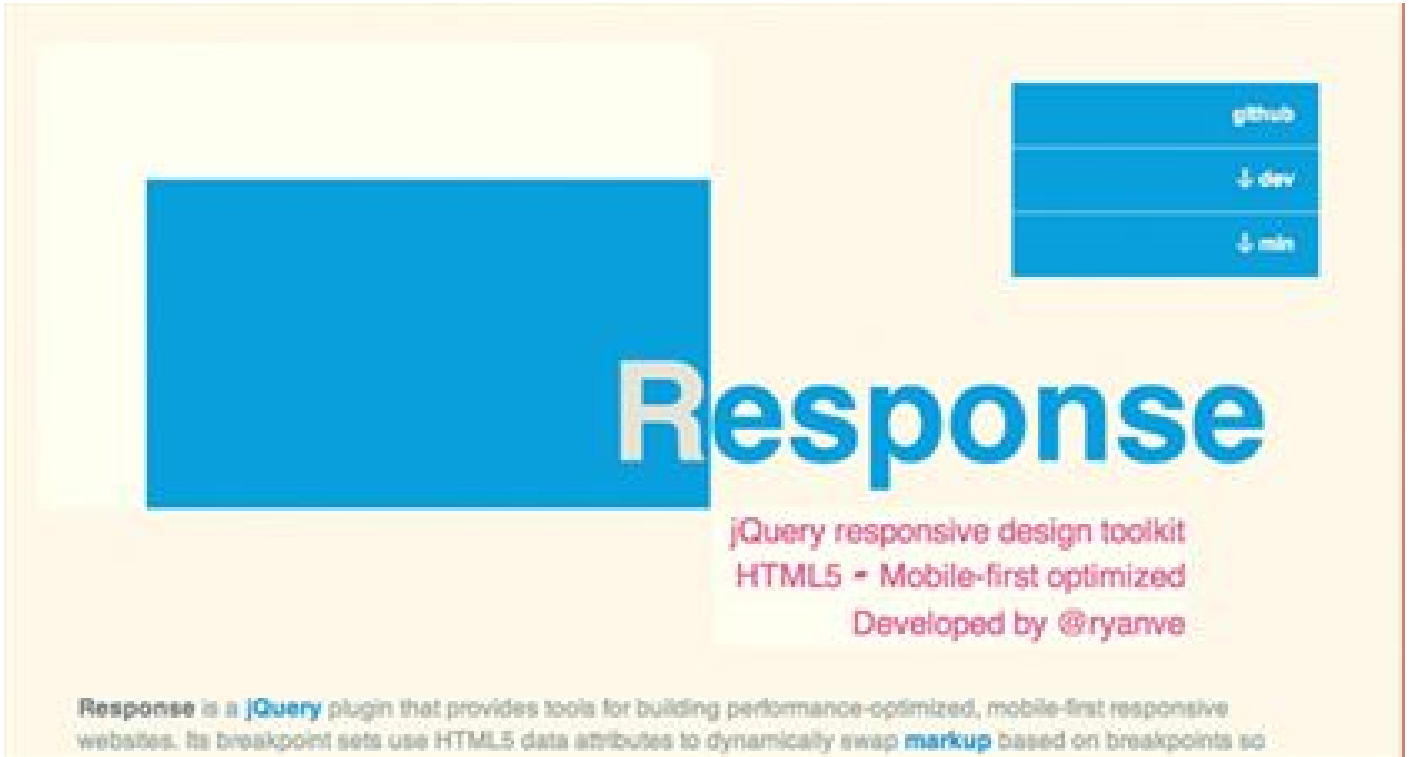 github
↓ dev
↓ min
Response
jQuery responsive design toolkit
HTML5 - Mobile-first optimized
Developed by @ryanve
Response is a jQuery plugin that provides tools for building performance-optimized, mobile-first responsive
websites. Its breakpoint sets use HTML5 data attributes to dynamically swap markup based on breakpoints so